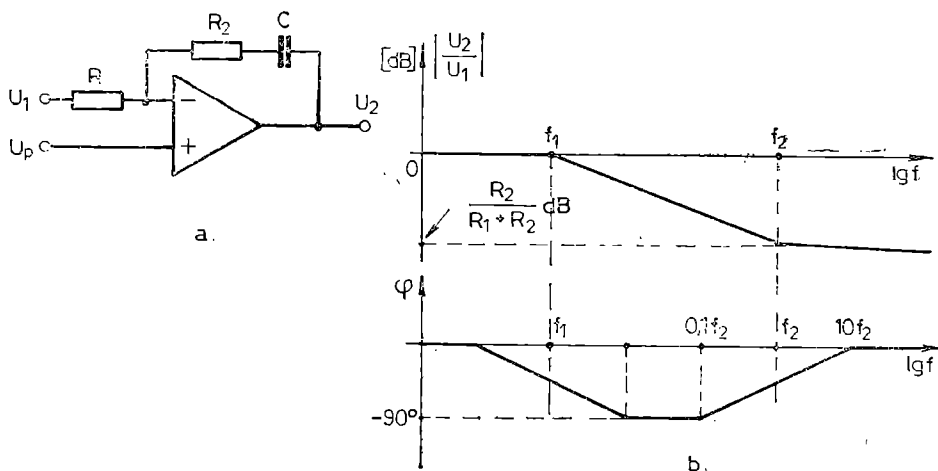 R₂
C
R
U₁
U₂
Uₚ
−
+
a.
[dB] |U₂/U₁|
f₁
f₂
0
lg f
R₂/(R₁+R₂) dB
φ
f₁
0,1f₂
f₂
10f₂
lg f
-90°
b.